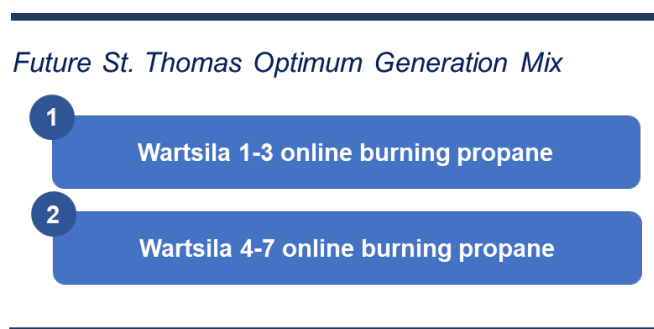 Future St. Thomas Optimum Generation Mix
1
Wartsila 1-3 online burning propane
2
Wartsila 4-7 online burning propane